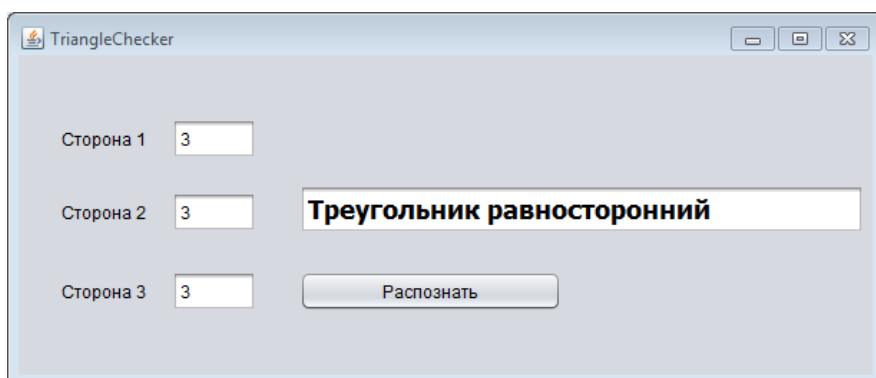 TriangleChecker
Сторона 1 3
Сторона 2 3 Треугольник равносторонний
Сторона 3 3 Распознать